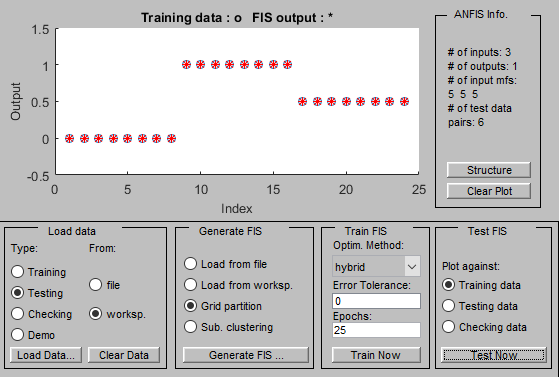 Training data : o   FIS output : *
1.5
1
0.5
0
-0.5
0
5
10
15
20
25
Output
Index
ANFIS Info.
# of inputs: 3
# of outputs: 1
# of input mfs:
5  5  5
# of test data
pairs: 6
Structure
Clear Plot
Load data
Type:
From:
Training
Testing
Checking
Demo
file
worksp.
Load Data...
Clear Data
Generate FIS
Load from file
Load from worksp.
Grid partition
Sub. clustering
Generate FIS ...
Train FIS
Optim. Method:
hybrid
Error Tolerance:
0
Epochs:
25
Train Now
Test FIS
Plot against:
Training data
Testing data
Checking data
Test Now